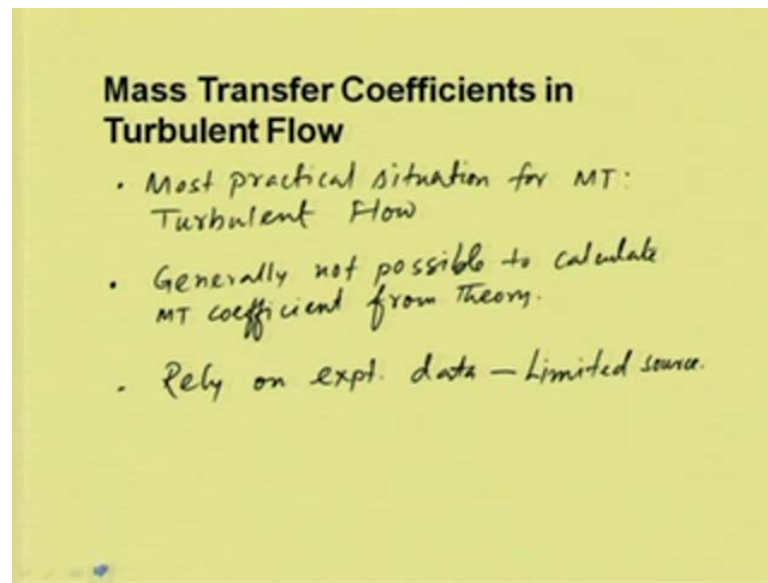 Mass Transfer Coefficients in
Turbulent Flow
• Most practical situation for MT:
Turbulent Flow
• Generally not possible to calculate
MT coefficient from Theory.
• Rely on expt. data – Limited source.